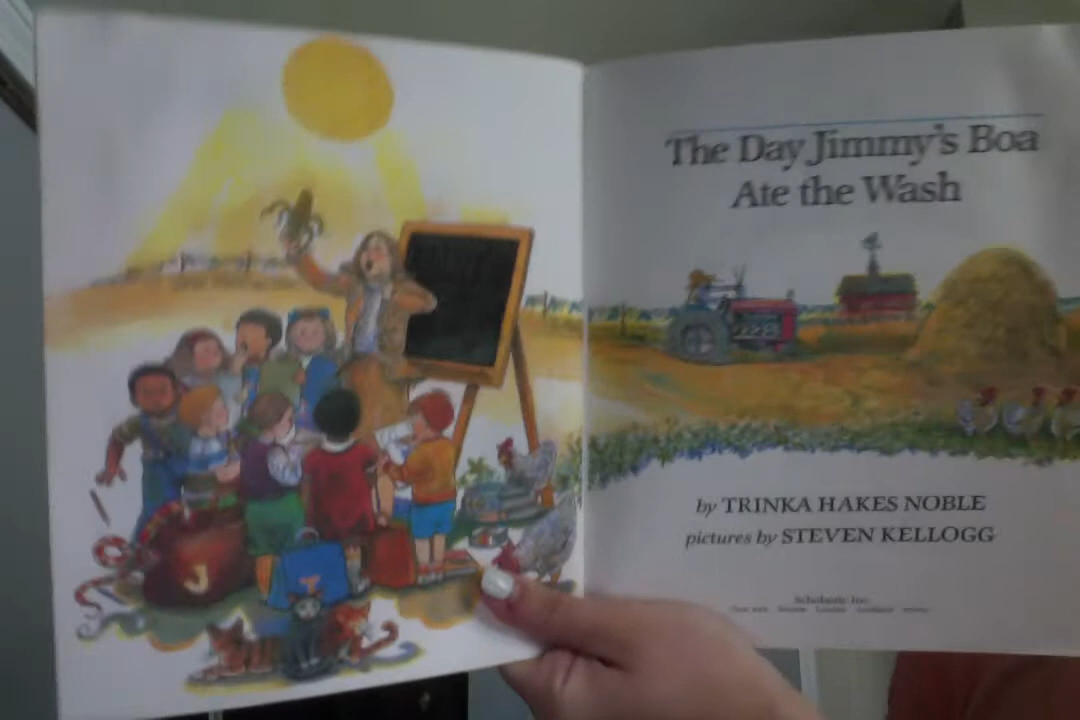 J
The Day Jimmy's Boa
Ate the Wash
by TRINKA HAKES NOBLE
pictures by STEVEN KELLOGG
Scholastic Inc.